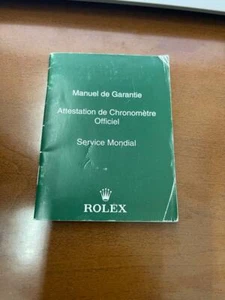 Manuel de Garantie
Attestation de Chronomètre
Officiel
Service Mondial
ROLEX